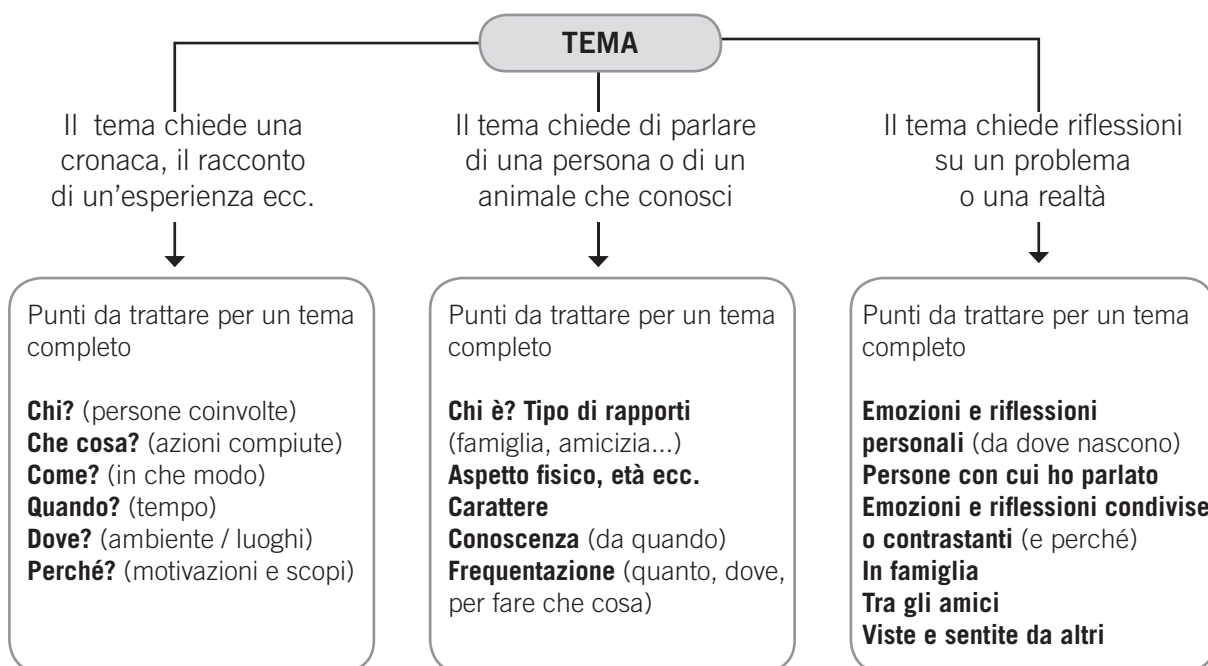 TEMA
Il tema chiede una
cronaca, il racconto
di un'esperienza ecc.
Il tema chiede di parlare
di una persona o di un
animale che conosci
Il tema chiede riflessioni
su un problema
o una realtà
Punti da trattare per un tema
completo
Chi? (persone coinvolte)
Che cosa? (azioni compiute)
Come? (in che modo)
Quando? (tempo)
Dove? (ambiente / luoghi)
Perché? (motivazioni e scopi)
Punti da trattare per un tema
completo
Chi è? Tipo di rapporti
(famiglia, amicizia...)
Aspetto fisico, età ecc.
Carattere
Conoscenza (da quando)
Frequentazione (quanto, dove,
per fare che cosa)
Punti da trattare per un tema
completo
Emozioni e riflessioni
personali (da dove nascono)
Persone con cui ho parlato
Emozioni e riflessioni condivise
o contrastanti (e perché)
In famiglia
Tra gli amici
Viste e sentite da altri